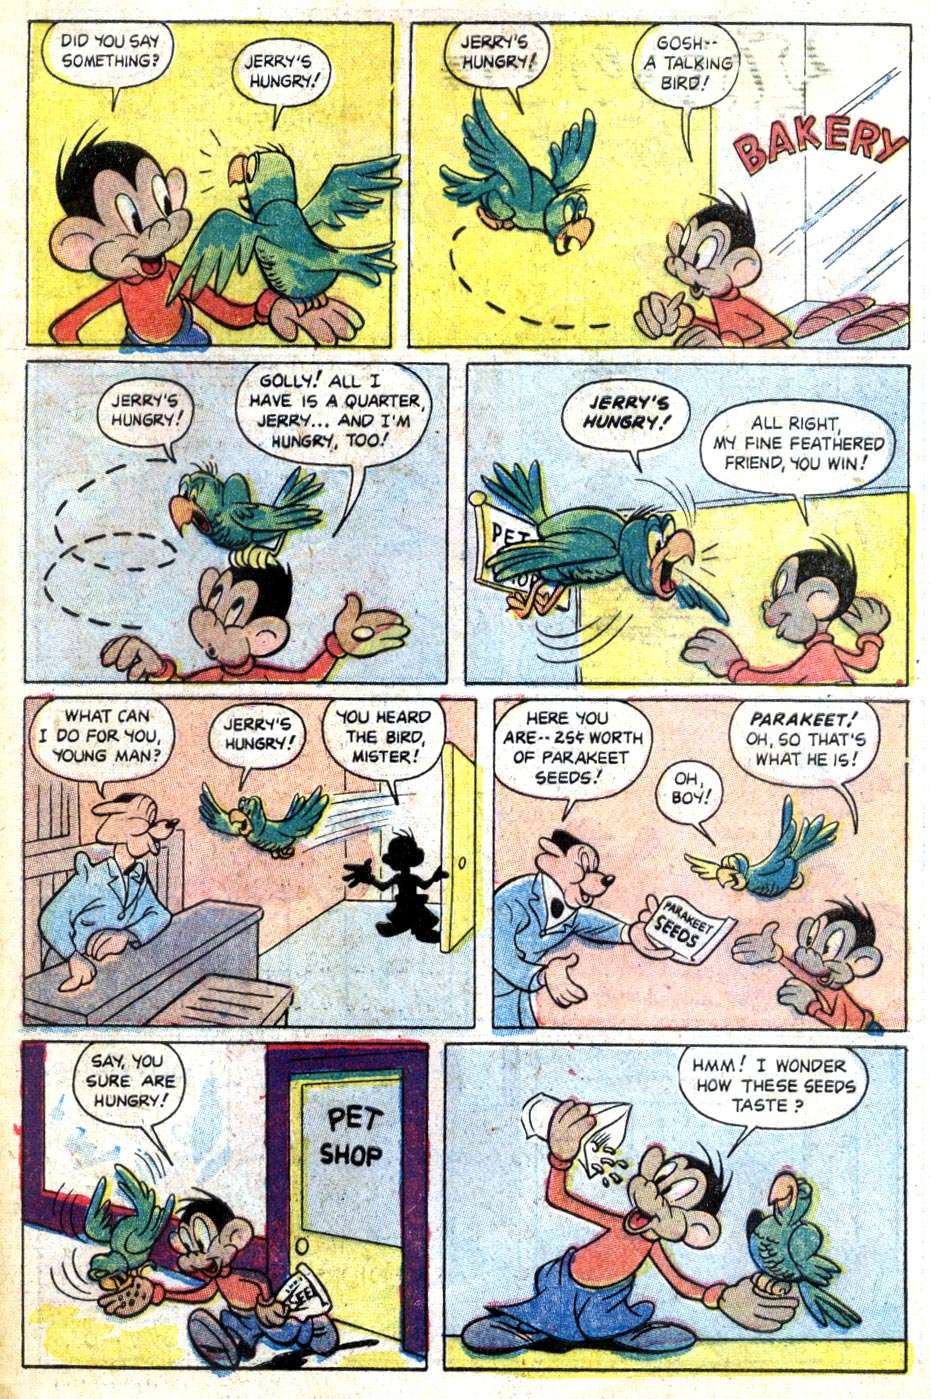 DID YOU SAY
SOMETHING?
JERRY'S
HUNGRY!
JERRY'S
HUNGRY!
GOSH--
A TALKING
BIRD!
BAKERY
JERRY'S
HUNGRY!
GOLLY! ALL I
HAVE IS A QUARTER,
JERRY... AND I'M
HUNGRY, TOO!
JERRY'S
HUNGRY!
ALL RIGHT,
MY FINE FEATHERED
FRIEND, YOU WIN!
PET
SHOP
WHAT CAN
I DO FOR YOU,
YOUNG MAN?
JERRY'S
HUNGRY!
YOU HEARD
THE BIRD,
MISTER!
HERE YOU
ARE-- 25¢ WORTH
OF PARAKEET
SEEDS!
OH,
BOY!
PARAKEET!
OH, SO THAT'S
WHAT HE IS!
PARAKEET
SEEDS
SAY, YOU
SURE ARE
HUNGRY!
PET
SHOP
SEE
HMM! I WONDER
HOW THESE SEEDS
TASTE?